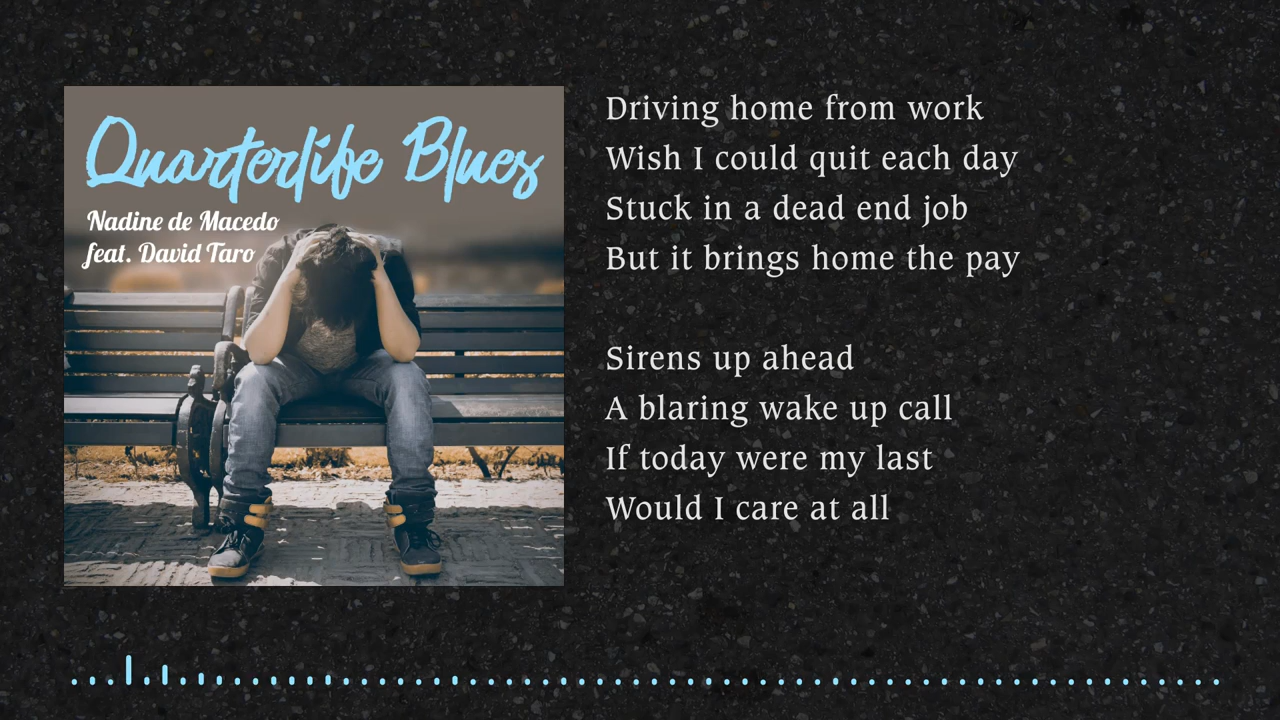 Quarterlife Blues
Nadine de Macedo
feat. David Taro
Driving home from work
Wish I could quit each day
Stuck in a dead end job
But it brings home the pay
Sirens up ahead
A blaring wake up call
If today were my last
Would I care at all